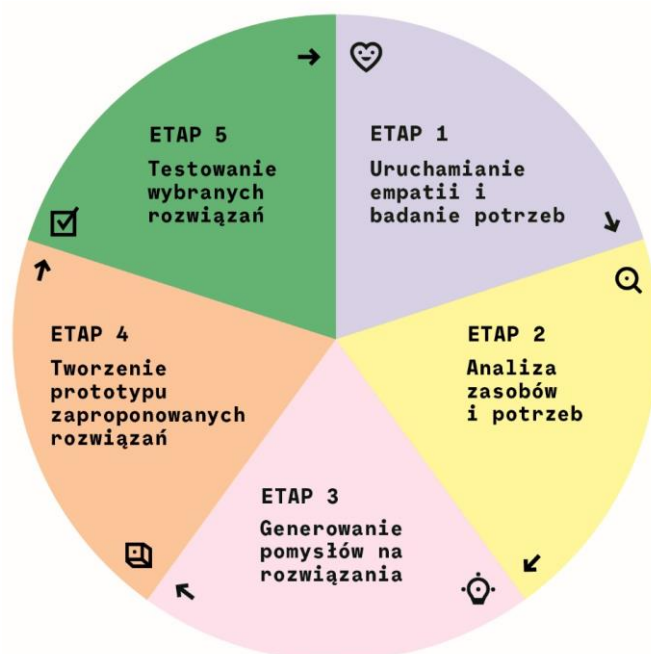 ETAP 1
Uruchamianie
empatii i
badanie potrzeb
ETAP 2
Analiza
zasobów
i potrzeb
ETAP 3
Generowanie
pomysłów na
rozwiązania
ETAP 4
Tworzenie
prototypu
zaproponowanych
rozwiązań
ETAP 5
Testowanie
wybranych
rozwiązań